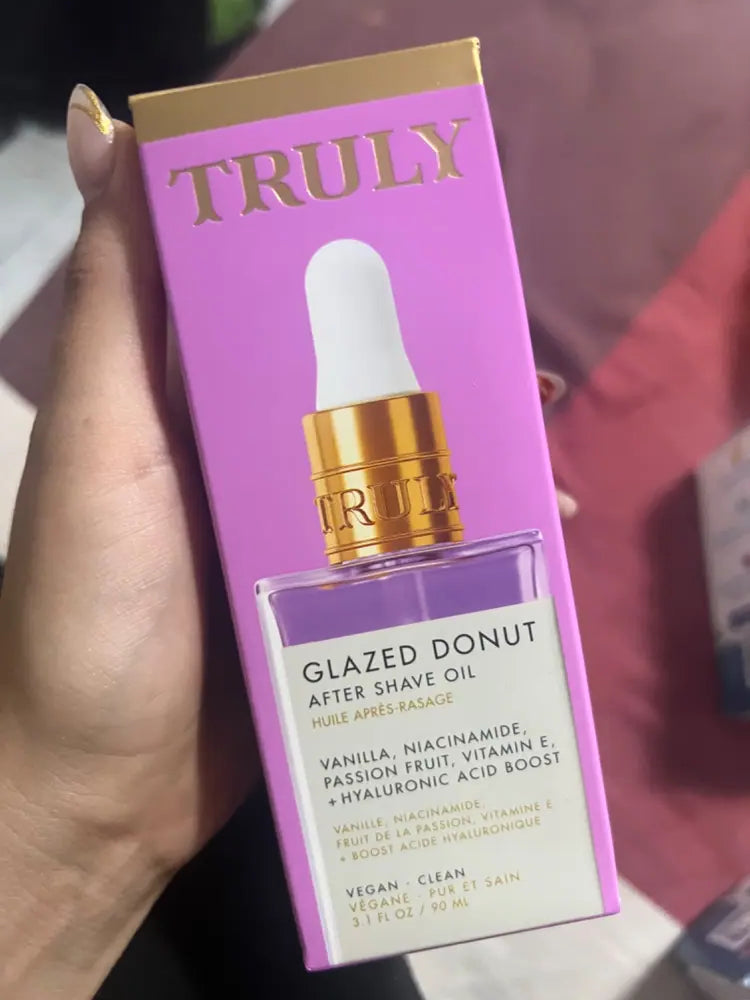 TRULY
TRULY
GLAZED DONUT
AFTER SHAVE OIL
HUILE APRÈS-RASAGE
VANILLA, NIACINAMIDE,
PASSION FRUIT, VITAMIN E,
+ HYALURONIC ACID BOOST
VANILLE, NIACINAMIDE,
FRUIT DE LA PASSION, VITAMINE E
+ BOOST ACIDE HYALURONIQUE
VEGAN · CLEAN
VÉGANE · PUR ET SAIN
3.1 FL OZ / 90 ML